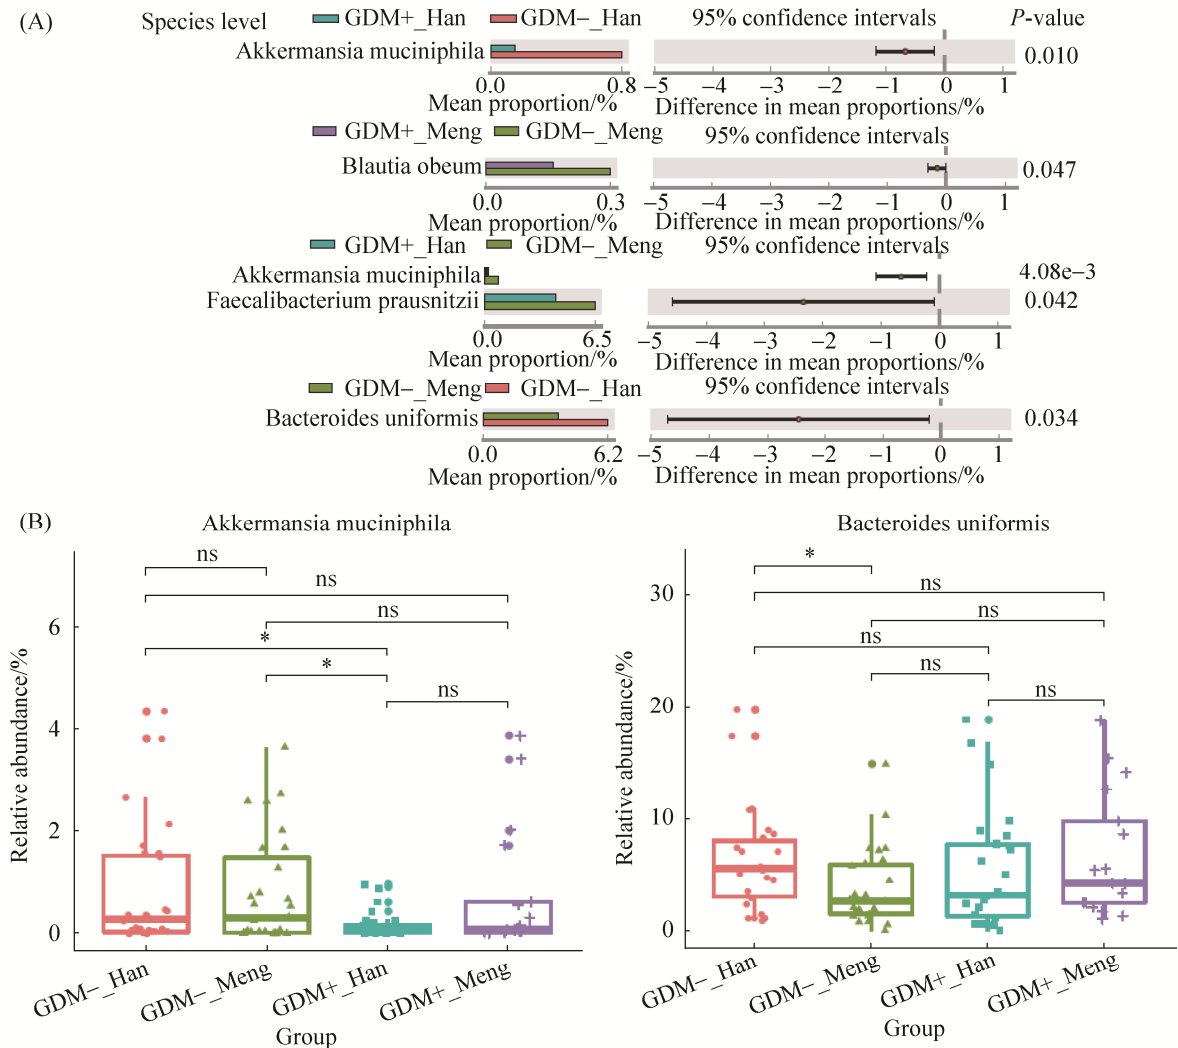 (A)
Species level
GDM+_Han GDM−_Han 95% confidence intervals P-value
Akkermansia muciniphila 0.010
0.0 0.8 −5 −4 −3 −2 −1 0 1
Mean proportion/% Difference in mean proportions/%
GDM+_Meng GDM−_Meng 95% confidence intervals
Blautia obeum 0.047
0.0 0.3 −5 −4 −3 −2 −1 0 1
Mean proportion/% Difference in mean proportions/%
GDM+_Han GDM−_Meng 95% confidence intervals
Akkermansia muciniphila 4.08e−3
Faecalibacterium prausnitzii 0.042
0.0 6.5 −5 −4 −3 −2 −1 0 1
Mean proportion/% Difference in mean proportions/%
GDM−_Meng GDM−_Han 95% confidence intervals
Bacteroides uniformis 0.034
0.0 6.2 −5 −4 −3 −2 −1 0 1
Mean proportion/% Difference in mean proportions/%
(B)
Akkermansia muciniphila
ns
ns
ns
*
*
ns
6
4
2
0
Relative abundance/%
GDM−_Han GDM−_Meng GDM+_Han GDM+_Meng
Group
Bacteroides uniformis
*
ns
ns
ns
ns
ns
30
20
10
0
Relative abundance/%
GDM−_Han GDM−_Meng GDM+_Han GDM+_Meng
Group